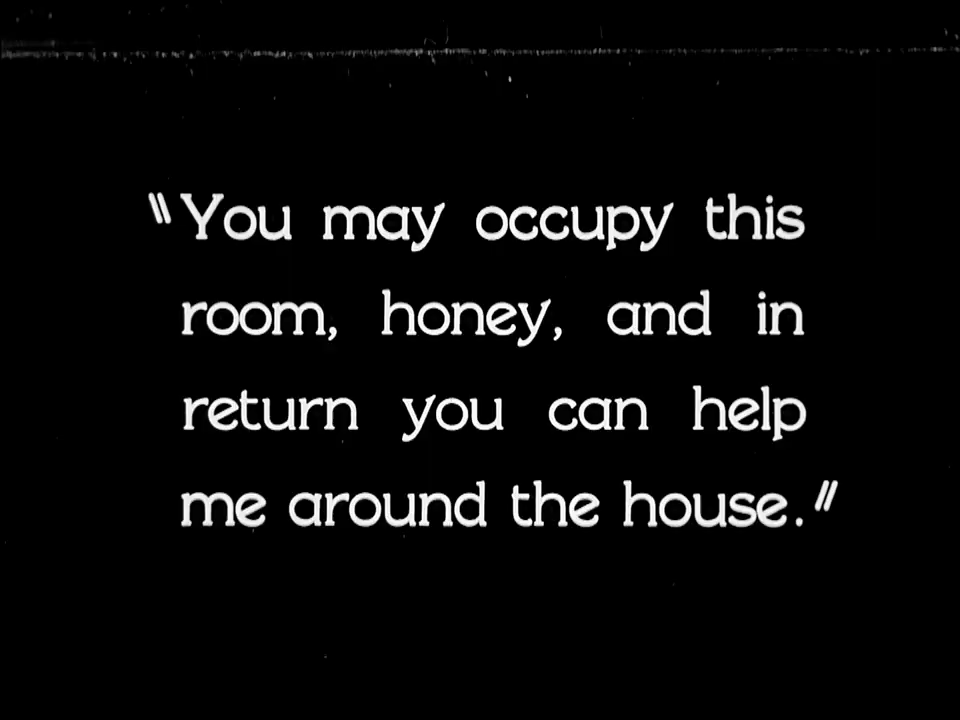 "You may occupy this
room, honey, and in
return you can help
me around the house."